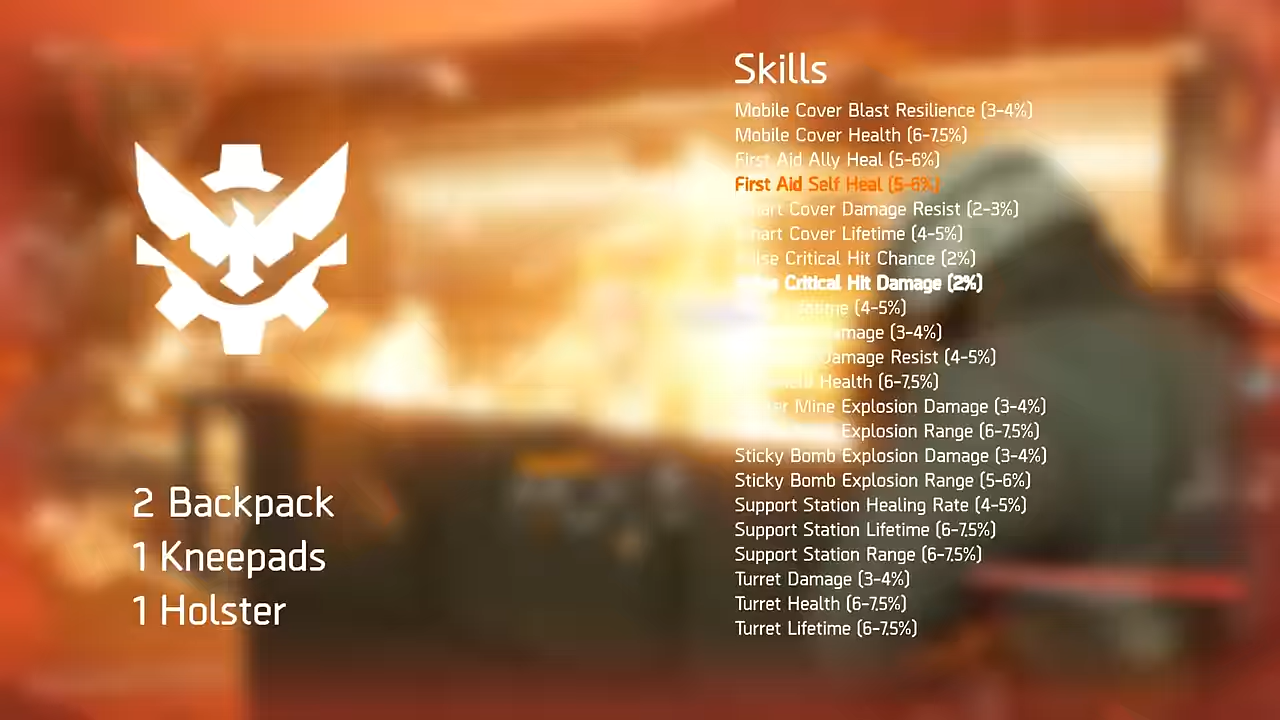 Skills
Mobile Cover Blast Resilience (3-4%)
Mobile Cover Health (6-7.5%)
First Aid Ally Heal (5-6%)
First Aid Self Heal (5-6%)
Cover Damage Resist (2-3%)
Cover Lifetime (4-5%)
Critical Hit Chance (2%)
Critical Hit Damage (2%)
(4-5%)
(3-4%)
Damage Resist (4-5%)
Health (6-7.5%)
Mine Explosion Damage (3-4%)
Explosion Range (6-7.5%)
Sticky Bomb Explosion Damage (3-4%)
Sticky Bomb Explosion Range (5-6%)
Support Station Healing Rate (4-5%)
Support Station Lifetime (6-7.5%)
Support Station Range (6-7.5%)
Turret Damage (3-4%)
Turret Health (6-7.5%)
Turret Lifetime (6-7.5%)
2 Backpack
1 Kneepads
1 Holster